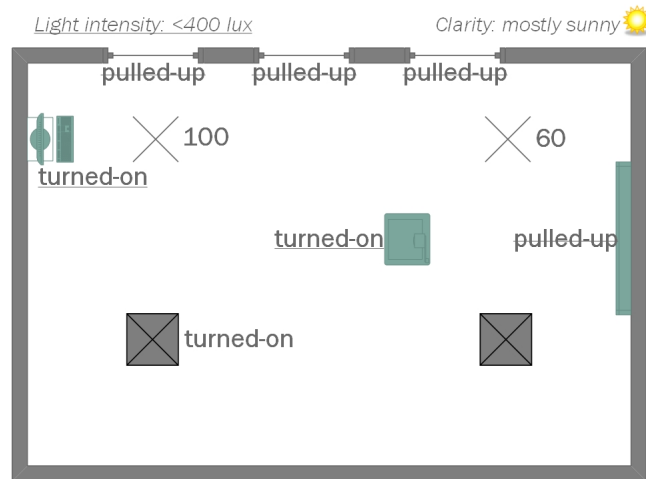 Light intensity: <400 lux
Clarity: mostly sunny
pulled-up
pulled-up
pulled-up
100
60
turned-on
turned-on
pulled-up
turned-on